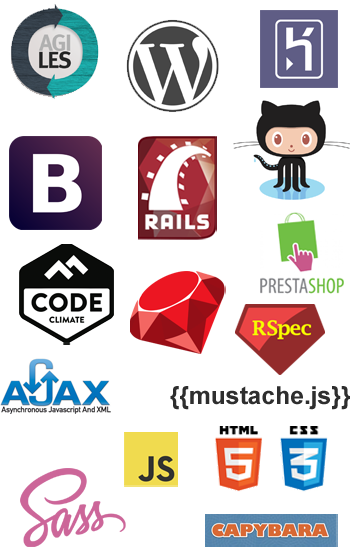 AGI
LES
W
B
RAILS
PRESTASHOP
CODE
CLIMATE
RSpec
AJAX
Asynchronous Javascript And XML
{{mustache.js}}
JS
HTML
5
CSS
3
Sass
CAPYBARA